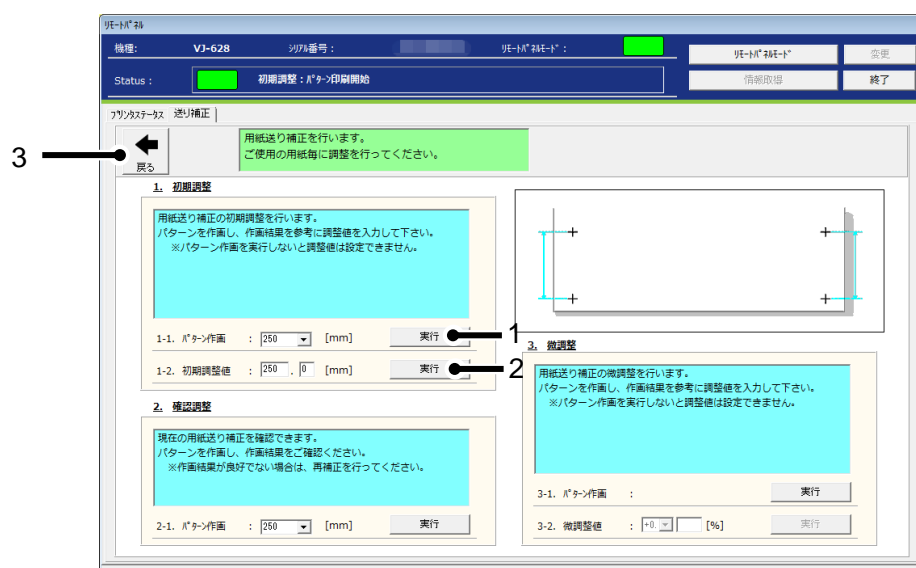 ﾘﾓｰﾄﾊﾟﾈﾙ
機種: VJ-628 ｼﾘｱﾙ番号： ﾘﾓｰﾄﾊﾟﾈﾙﾓｰﾄﾞ：
ﾘﾓｰﾄﾊﾟﾈﾙﾓｰﾄﾞ 変更
Status : 初期調整：ﾊﾟﾀｰﾝ印刷開始
情報取得 終了
ﾌﾟﾘﾝﾀｽﾃｰﾀｽ 送り補正
用紙送り補正を行います。
ご使用の用紙毎に調整を行ってください。
戻る
3
1. 初期調整
用紙送り補正の初期調整を行います。
パターンを作画し、作画結果を参考に調整値を入力して下さい。
※パターン作画を実行しないと調整値は設定できません。
1-1. ﾊﾟﾀｰﾝ作画 : 250 [mm] 実行
1
1-2. 初期調整値 : 250 . 0 [mm] 実行
2
2. 確認調整
現在の用紙送り補正を確認できます。
パターンを作画し、作画結果をご確認ください。
※作画結果が良好でない場合は、再補正を行ってください。
2-1. ﾊﾟﾀｰﾝ作画 : 250 [mm] 実行
3. 微調整
用紙送り補正の微調整を行います。
パターンを作画し、作画結果を参考に調整値を入力して下さい。
※パターン作画を実行しないと調整値は設定できません。
3-1. ﾊﾟﾀｰﾝ作画 : 実行
3-2. 微調整値 : +0. [%] 実行